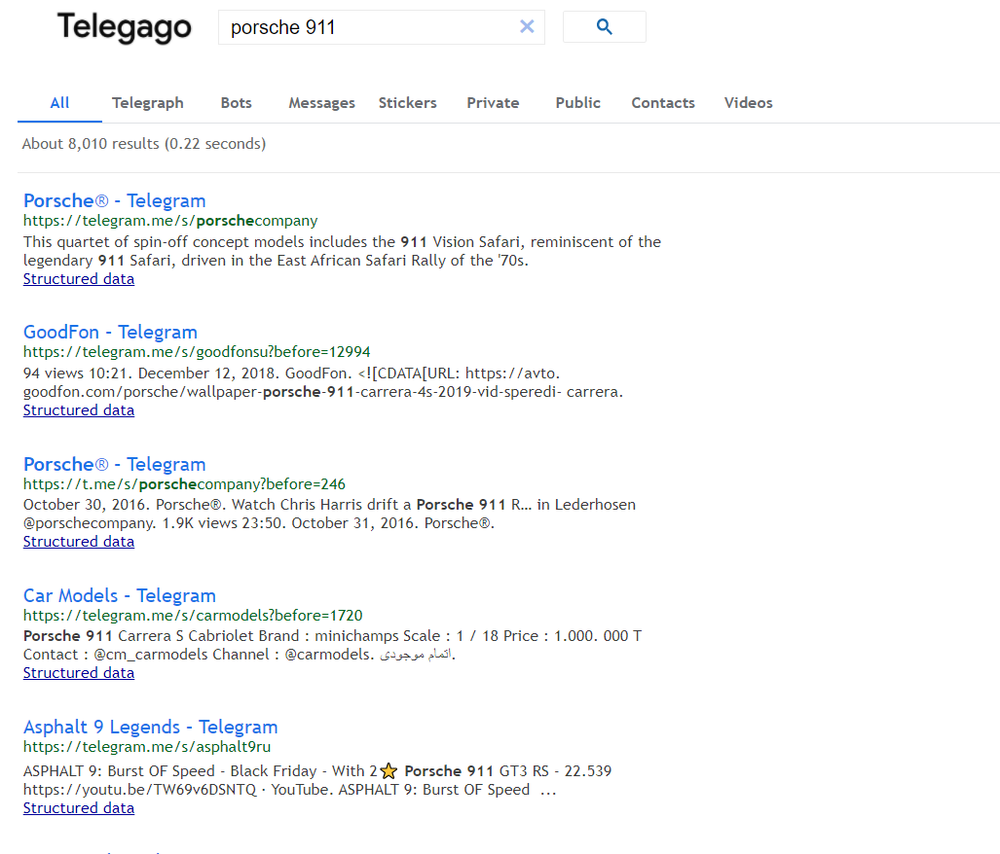 Telegago
porsche 911
All Telegraph Bots Messages Stickers Private Public Contacts Videos
About 8,010 results (0.22 seconds)
Porsche® - Telegram
https://telegram.me/s/porschecompany
This quartet of spin-off concept models includes the 911 Vision Safari, reminiscent of the
legendary 911 Safari, driven in the East African Safari Rally of the '70s.
Structured data
GoodFon - Telegram
https://telegram.me/s/goodfonsu?before=12994
94 views 10:21. December 12, 2018. GoodFon. <![CDATA[URL: https://avto.
goodfon.com/porsche/wallpaper-porsche-911-carrera-4s-2019-vid-speredi- carrera.
Structured data
Porsche® - Telegram
https://t.me/s/porschecompany?before=246
October 30, 2016. Porsche®. Watch Chris Harris drift a Porsche 911 R... in Lederhosen
@porschecompany. 1.9K views 23:50. October 31, 2016. Porsche®.
Structured data
Car Models - Telegram
https://telegram.me/s/carmodels?before=1720
Porsche 911 Carrera S Cabriolet Brand : minichamps Scale : 1 / 18 Price : 1.000. 000 T
Contact : @cm_carmodels Channel : @carmodels. اتمام موجودی.
Structured data
Asphalt 9 Legends - Telegram
https://telegram.me/s/asphalt9ru
ASPHALT 9: Burst OF Speed - Black Friday - With 2⭐ Porsche 911 GT3 RS - 22.539
https://youtu.be/TW69v6DSNTQ · YouTube. ASPHALT 9: Burst OF Speed ...
Structured data